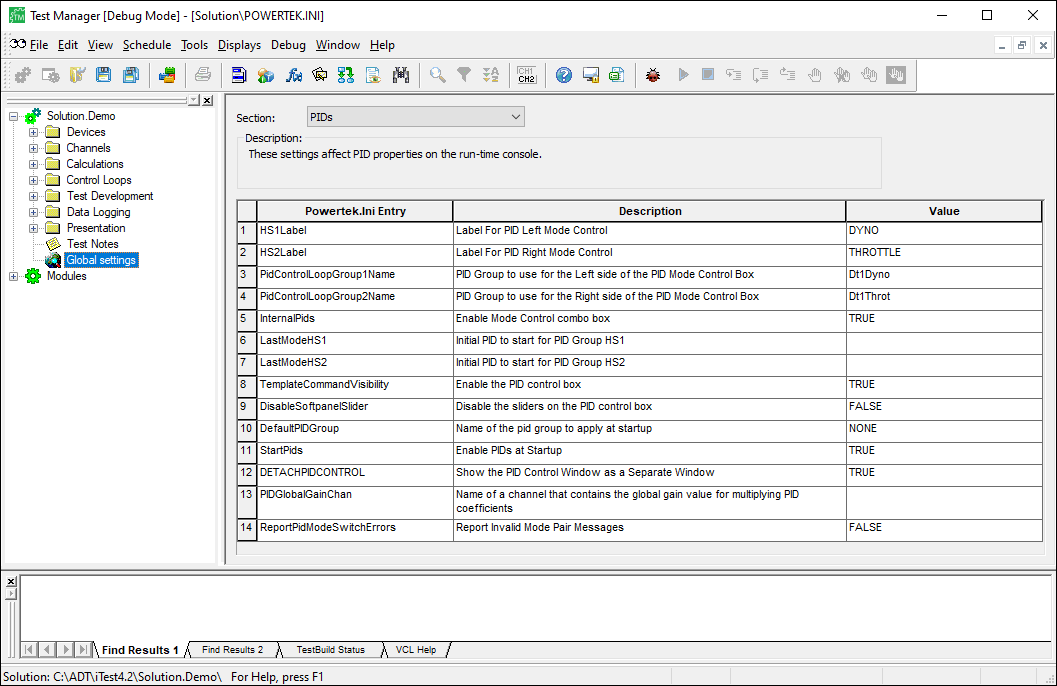 Test Manager [Debug Mode] - [Solution\POWERTEK.INI]
File Edit View Schedule Tools Displays Debug Window Help
CH1
CH2
Solution.Demo
Devices
Channels
Calculations
Control Loops
Test Development
Data Logging
Presentation
Test Notes
Global settings
Modules
Section: PIDs
Description:
These settings affect PID properties on the run-time console.
Powertek.Ini Entry Description Value
1 HS1Label Label For PID Left Mode Control DYNO
2 HS2Label Label For PID Right Mode Control THROTTLE
3 PidControlLoopGroup1Name PID Group to use for the Left side of the PID Mode Control Box Dt1Dyno
4 PidControlLoopGroup2Name PID Group to use for the Right side of the PID Mode Control Box Dt1Throt
5 InternalPids Enable Mode Control combo box TRUE
6 LastModeHS1 Initial PID to start for PID Group HS1
7 LastModeHS2 Initial PID to start for PID Group HS2
8 TemplateCommandVisibility Enable the PID control box TRUE
9 DisableSoftpanelSlider Disable the sliders on the PID control box FALSE
10 DefaultPIDGroup Name of the pid group to apply at startup NONE
11 StartPids Enable PIDs at Startup TRUE
12 DETACHPIDCONTROL Show the PID Control Window as a Separate Window TRUE
13 PIDGlobalGainChan Name of a channel that contains the global gain value for multiplying PID
coefficients
14 ReportPidModeSwitchErrors Report Invalid Mode Pair Messages FALSE
Find Results 1 Find Results 2 TestBuild Status VCL Help
Solution: C:\ADT\iTest4.2\Solution.Demo\ For Help, press F1